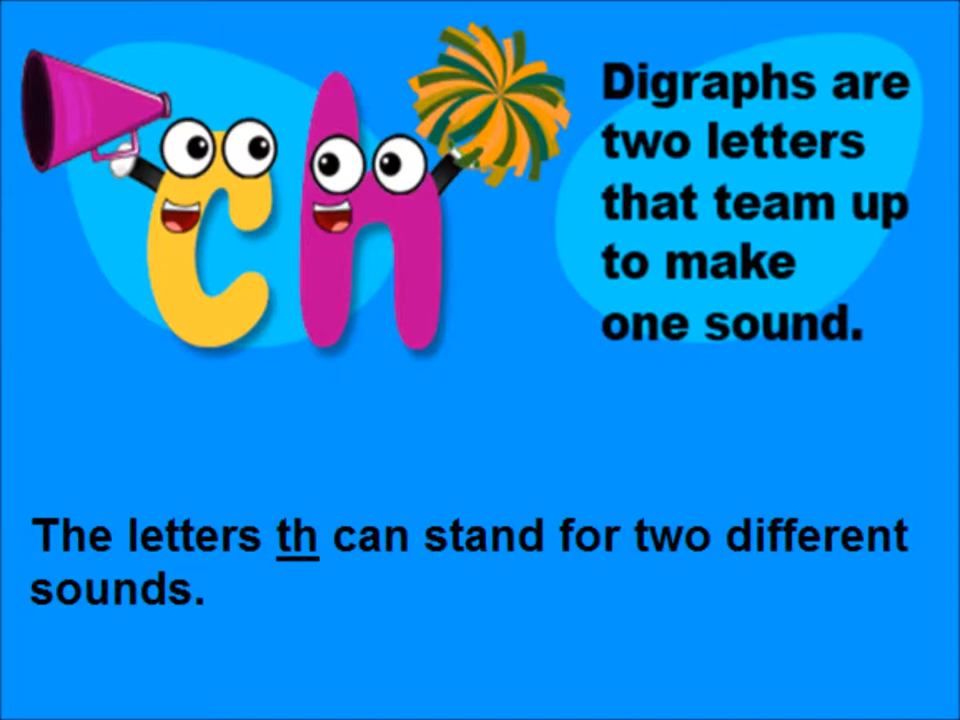 ch
Digraphs are
two letters
that team up
to make
one sound.
The letters th can stand for two different
sounds.